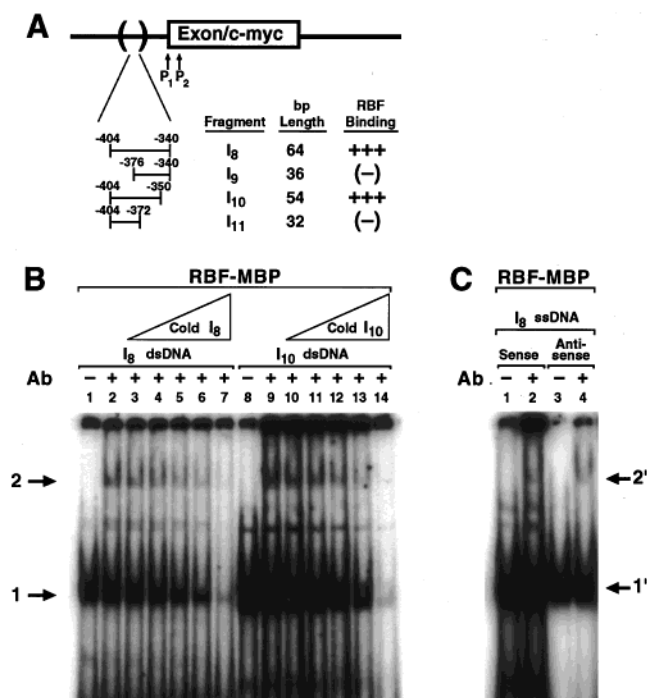 A
Exon/c-myc
P1 P2
Fragment bp Length RBF Binding
-404 -340 I8 64 +++
-376 -340 I9 36 (−)
-404 -350 I10 54 +++
-404 -372 I11 32 (−)
B
RBF-MBP
Cold I8 Cold I10
I8 dsDNA I10 dsDNA
Ab − + + + + + + − + + + + + +
1 2 3 4 5 6 7 8 9 10 11 12 13 14
2
1
C
RBF-MBP
I8 ssDNA
Sense Anti-sense
Ab − + − +
1 2 3 4
2'
1'